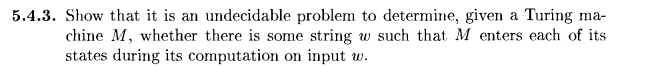 5.4.3. Show that it is an undecidable problem to determine, given a Turing ma-
chine M, whether there is some string w such that M enters each of its
states during its computation on input w.